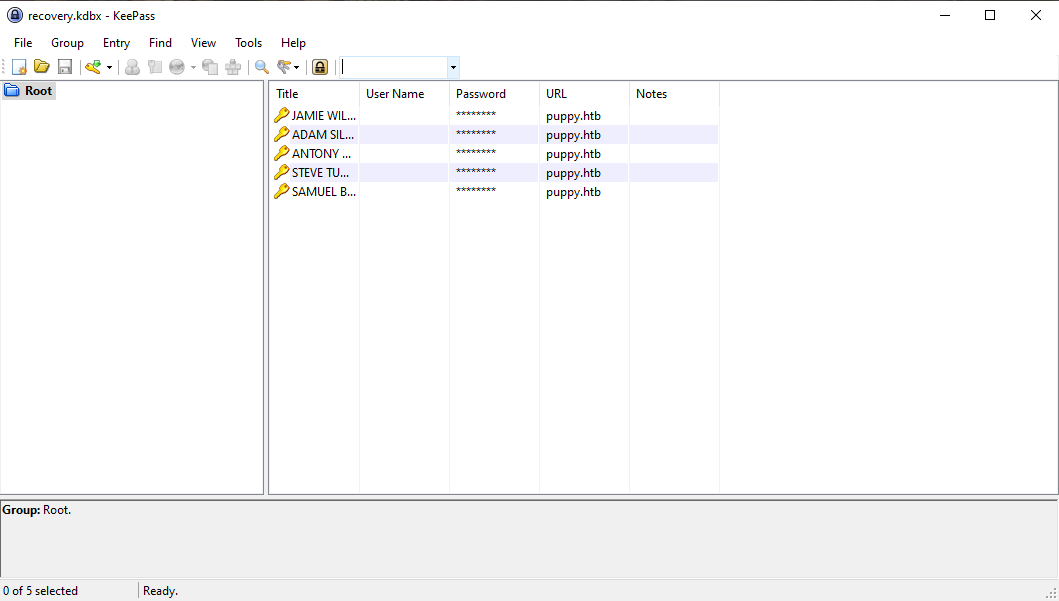 recovery.kdbx - KeePass
File Group Entry Find View Tools Help
Root
Title User Name Password URL Notes
JAMIE WIL... ******** puppy.htb
ADAM SIL... ******** puppy.htb
ANTONY ... ******** puppy.htb
STEVE TU... ******** puppy.htb
SAMUEL B... ******** puppy.htb
Group: Root.
0 of 5 selected Ready.